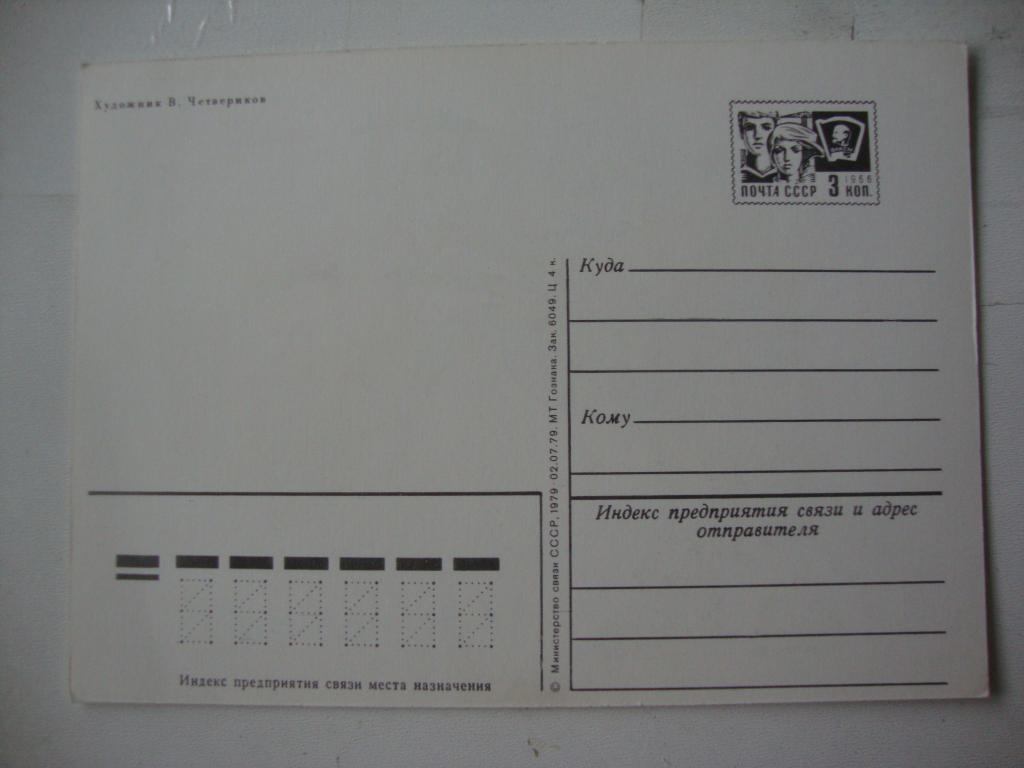 Художник В. Четвериков
1966
ПОЧТА СССР 3 КОП.
Куда
Кому
Индекс предприятия связи и адрес
отправителя
© Министерство связи СССР, 1979 · 02.07.79. МТ Гознака. Зак. 6049. Ц 4 к.
Индекс предприятия связи места назначения